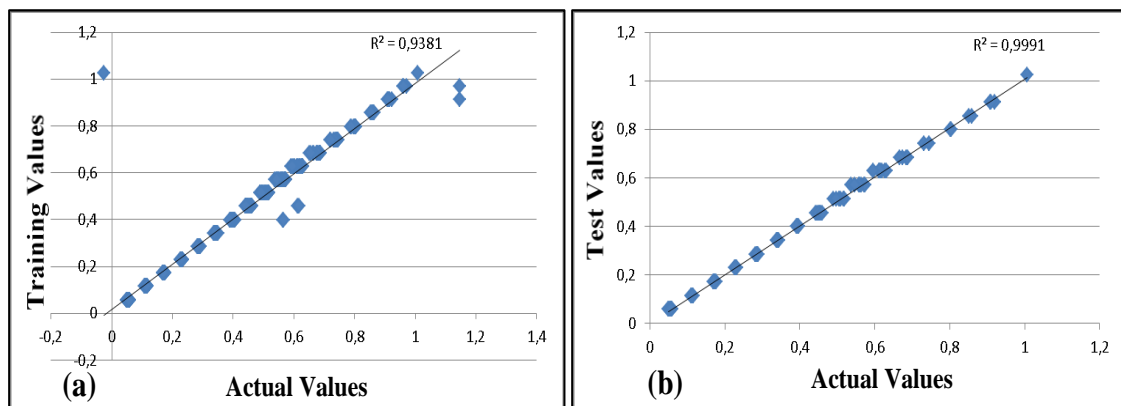 1,2
R² = 0,9381
1
0,8
0,6
0,4
0,2
0
-0,2
-0,2 0 0,2 0,4 0,6 0,8 1 1,2 1,4
Training Values
Actual Values
(a)
1,2
R² = 0,9991
1
0,8
0,6
0,4
0,2
0
0 0,2 0,4 0,6 0,8 1 1,2
Test Values
Actual Values
(b)